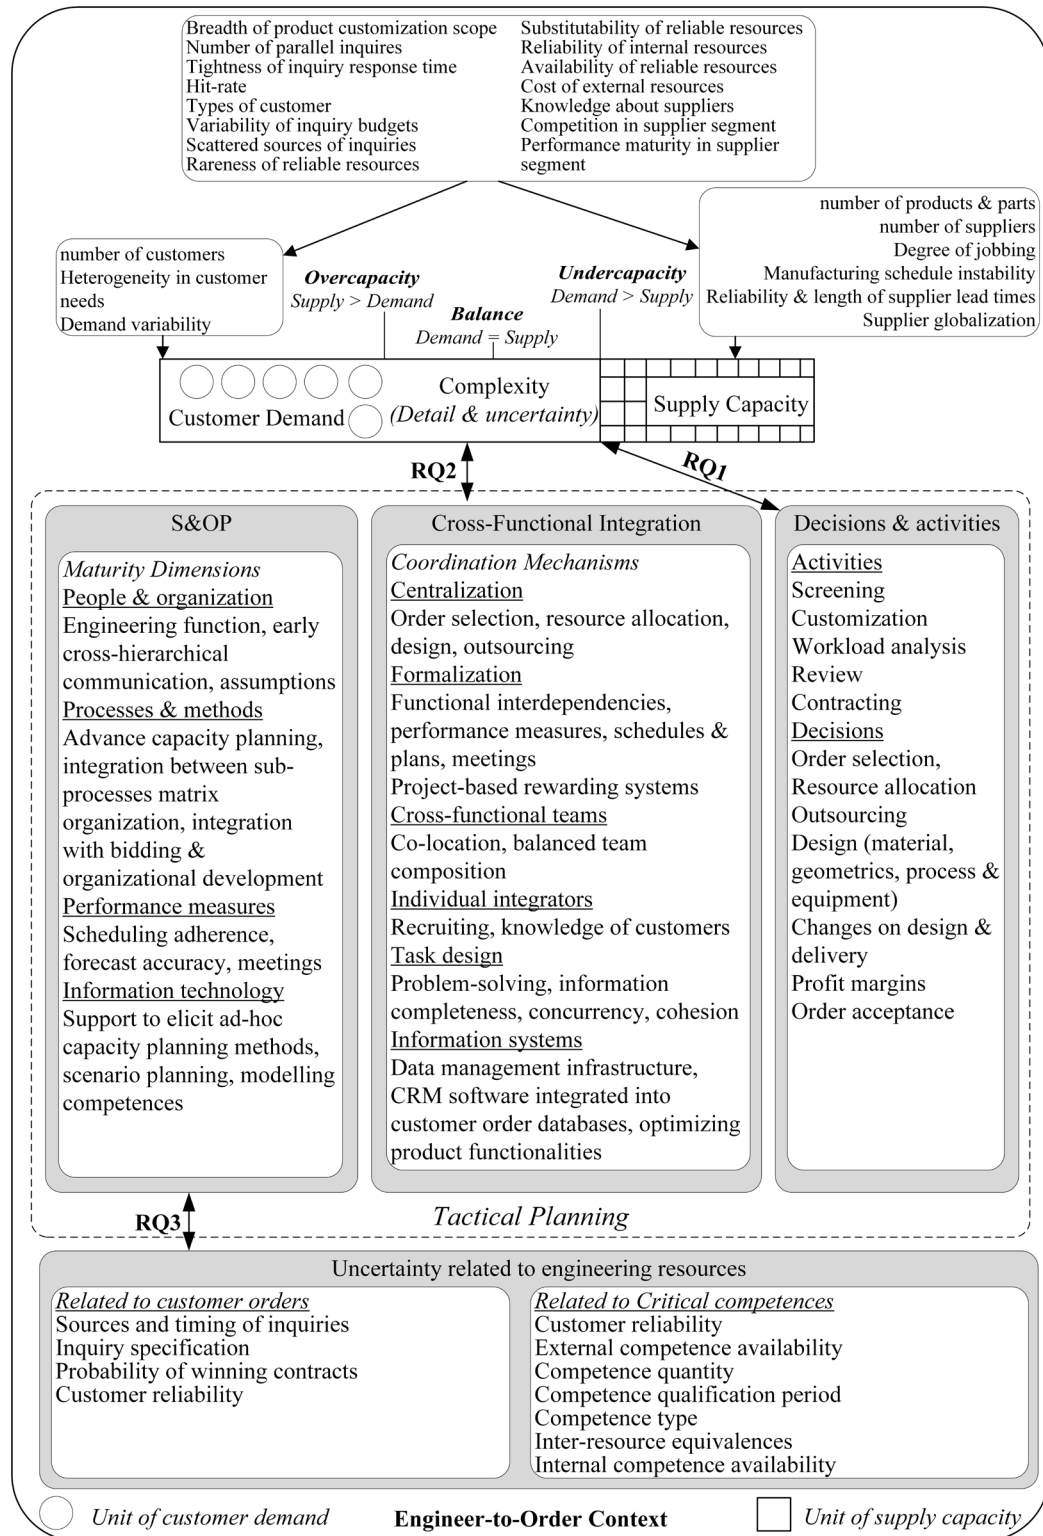 Breadth of product customization scope
Number of parallel inquires
Tightness of inquiry response time
Hit-rate
Types of customer
Variability of inquiry budgets
Scattered sources of inquiries
Rareness of reliable resources
Substitutability of reliable resources
Reliability of internal resources
Availability of reliable resources
Cost of external resources
Knowledge about suppliers
Competition in supplier segment
Performance maturity in supplier
segment
number of customers
Heterogeneity in customer
needs
Demand variability
Overcapacity
Supply > Demand
Balance
Demand = Supply
Undercapacity
Demand > Supply
number of products & parts
number of suppliers
Degree of jobbing
Manufacturing schedule instability
Reliability & length of supplier lead times
Supplier globalization
Customer Demand
Complexity
(Detail & uncertainty)
Supply Capacity
RQ2
RQ1
S&OP
Maturity Dimensions
People & organization
Engineering function, early
cross-hierarchical
communication, assumptions
Processes & methods
Advance capacity planning,
integration between sub-
processes matrix
organization, integration
with bidding &
organizational development
Performance measures
Scheduling adherence,
forecast accuracy, meetings
Information technology
Support to elicit ad-hoc
capacity planning methods,
scenario planning, modelling
competences
Cross-Functional Integration
Coordination Mechanisms
Centralization
Order selection, resource allocation,
design, outsourcing
Formalization
Functional interdependencies,
performance measures, schedules &
plans, meetings
Project-based rewarding systems
Cross-functional teams
Co-location, balanced team
composition
Individual integrators
Recruiting, knowledge of customers
Task design
Problem-solving, information
completeness, concurrency, cohesion
Information systems
Data management infrastructure,
CRM software integrated into
customer order databases, optimizing
product functionalities
Decisions & activities
Activities
Screening
Customization
Workload analysis
Review
Contracting
Decisions
Order selection,
Resource allocation
Outsourcing
Design (material,
geometrics, process &
equipment)
Changes on design &
delivery
Profit margins
Order acceptance
RQ3
Tactical Planning
Uncertainty related to engineering resources
Related to customer orders
Sources and timing of inquiries
Inquiry specification
Probability of winning contracts
Customer reliability
Related to Critical competences
Customer reliability
External competence availability
Competence quantity
Competence qualification period
Competence type
Inter-resource equivalences
Internal competence availability
Unit of customer demand
Engineer-to-Order Context
Unit of supply capacity